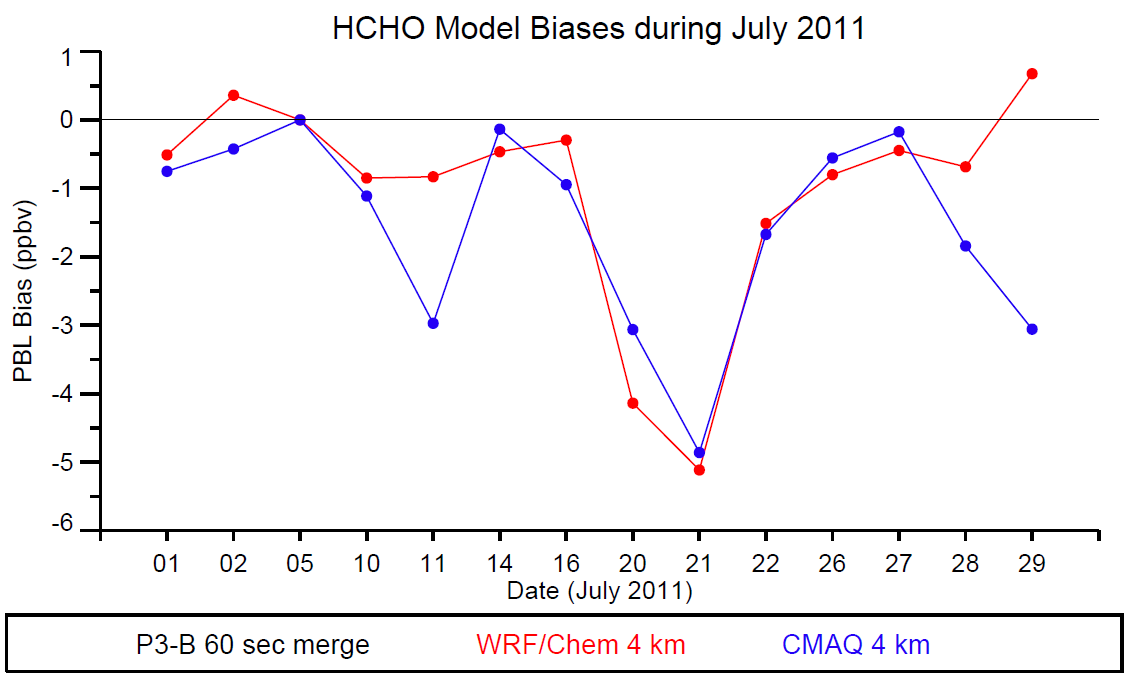 HCHO Model Biases during July 2011
1
0
-1
-2
-3
-4
-5
-6
PBL Bias (ppbv)
01 02 05 10 11 14 16 20 21 22 26 27 28 29
Date (July 2011)
P3-B 60 sec merge WRF/Chem 4 km CMAQ 4 km